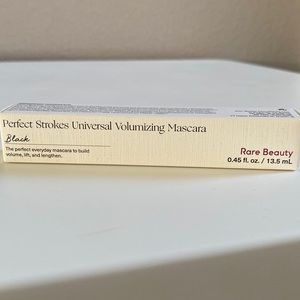 Perfect Strokes Universal Volumizing Mascara
Black
The perfect everyday mascara to build
volume, lift, and lengthen.
Rare Beauty
0.45 fl. oz. / 13.5 mL